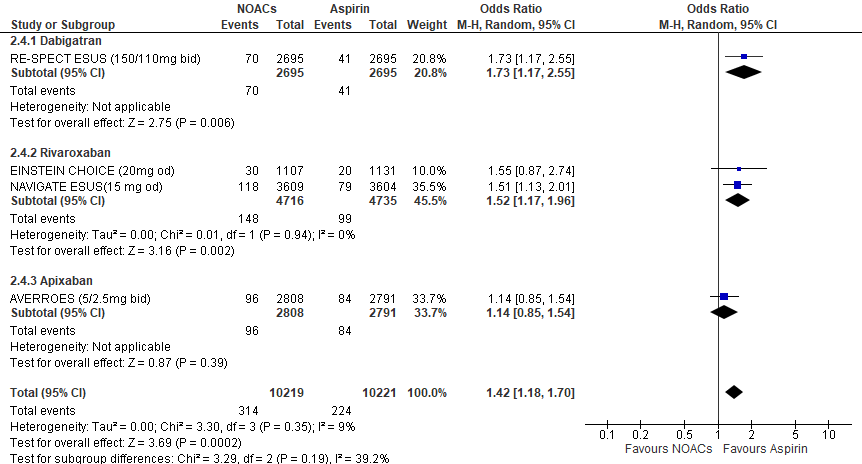 NOACs Aspirin Odds Ratio Odds Ratio
Study or Subgroup Events Total Events Total Weight M-H, Random, 95% CI M-H, Random, 95% CI
2.4.1 Dabigatran
RE-SPECT ESUS (150/110mg bid) 70 2695 41 2695 20.8% 1.73 [1.17, 2.55]
Subtotal (95% CI) 2695 2695 20.8% 1.73 [1.17, 2.55]
Total events 70 41
Heterogeneity: Not applicable
Test for overall effect: Z = 2.75 (P = 0.006)
2.4.2 Rivaroxaban
EINSTEIN CHOICE (20mg od) 30 1107 20 1131 10.0% 1.55 [0.87, 2.74]
NAVIGATE ESUS(15 mg od) 118 3609 79 3604 35.5% 1.51 [1.13, 2.01]
Subtotal (95% CI) 4716 4735 45.5% 1.52 [1.17, 1.96]
Total events 148 99
Heterogeneity: Tau² = 0.00; Chi² = 0.01, df = 1 (P = 0.94); I² = 0%
Test for overall effect: Z = 3.16 (P = 0.002)
2.4.3 Apixaban
AVERROES (5/2.5mg bid) 96 2808 84 2791 33.7% 1.14 [0.85, 1.54]
Subtotal (95% CI) 2808 2791 33.7% 1.14 [0.85, 1.54]
Total events 96 84
Heterogeneity: Not applicable
Test for overall effect: Z = 0.87 (P = 0.39)
Total (95% CI) 10219 10221 100.0% 1.42 [1.18, 1.70]
Total events 314 224
Heterogeneity: Tau² = 0.00; Chi² = 3.30, df = 3 (P = 0.35); I² = 9%
Test for overall effect: Z = 3.69 (P = 0.0002)
Test for subgroup differences: Chi² = 3.29, df = 2 (P = 0.19), I² = 39.2%
0.1 0.2 0.5 1 2 5 10
Favours NOACs Favours Aspirin